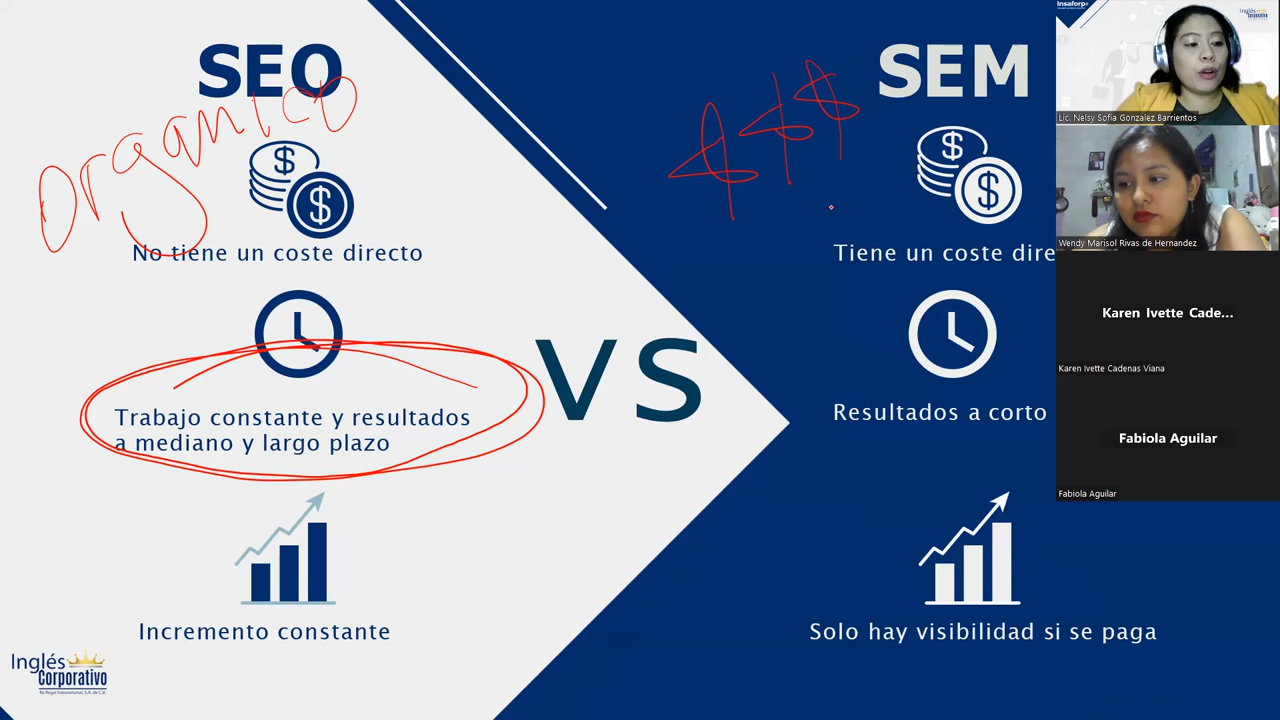 SEO
organico
No tiene un coste directo
Trabajo constante y resultados
a mediano y largo plazo
Incremento constante
Inglés
Corporativo
By Regal International, S.A. de C.V.
VS
SEM
$$$
Tiene un coste dire
Resultados a corto
Solo hay visibilidad si se paga
Insaforp
Inglés
Corporativo
Lic. Nelsy Sofia Gonzalez Barrientos
Wendy Marisol Rivas de Hernandez
Karen Ivette Cade...
Karen Ivette Cadenas Viana
Fabiola Aguilar
Fabiola Aguilar